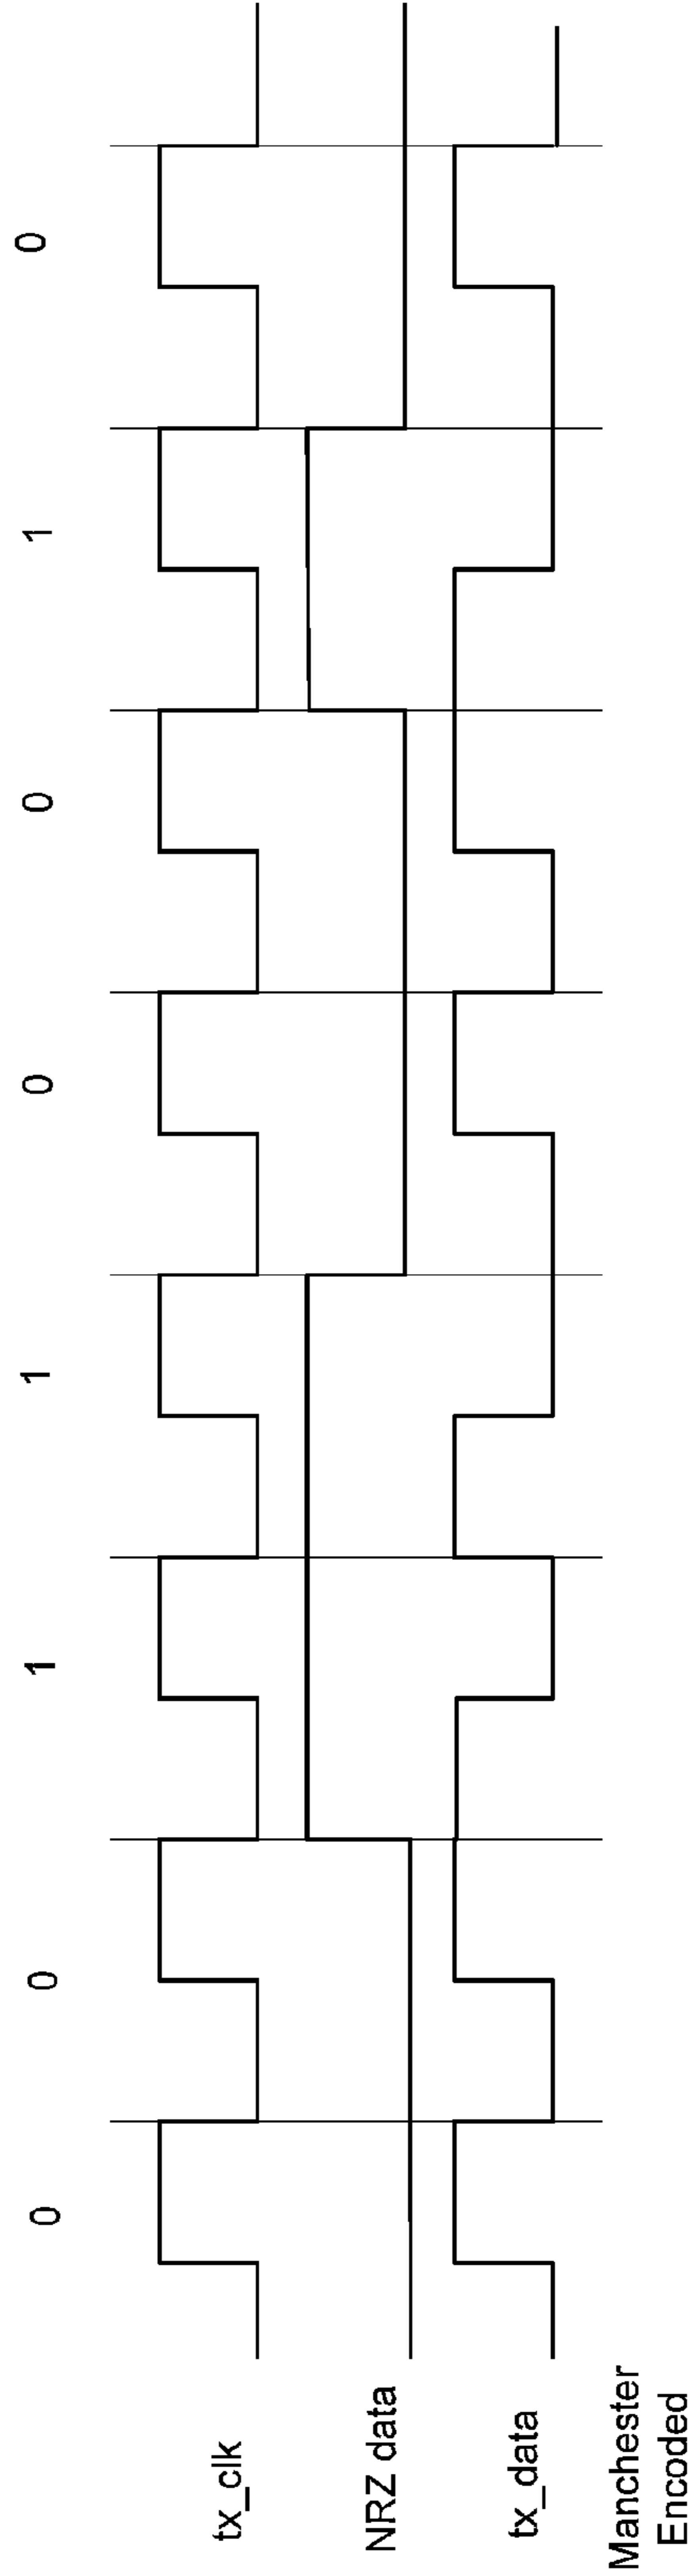 0 0 1 1 0 0 1 0
tx_clk
NRZ data
tx_data
Manchester
Encoded